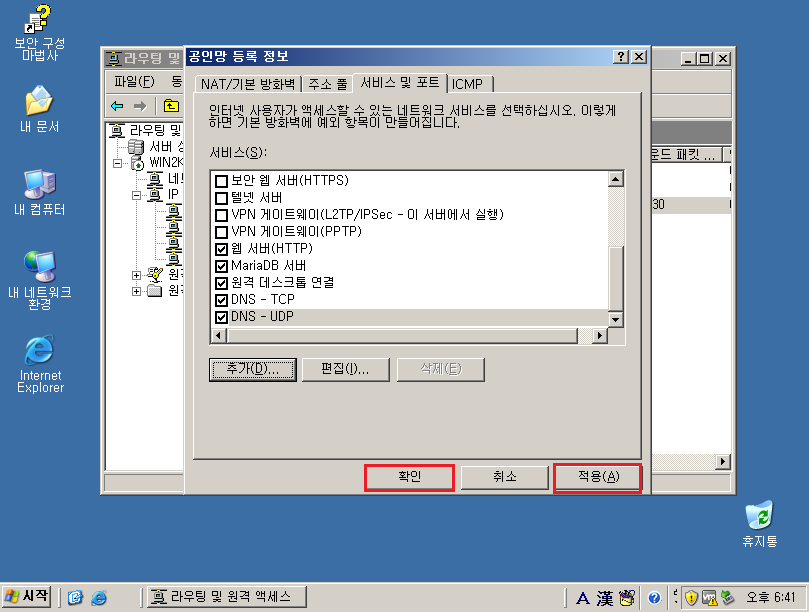 보안 구성
마법사
내 문서
내 컴퓨터
내 네트워크
환경
Internet
Explorer
휴지통
라우팅 및
파일(F) 동
라우팅 및
서버 상
WIN2K
네트
IP
원격
원격
운드 패킷 ...
30
공인망 등록 정보
NAT/기본 방화벽 주소 풀 서비스 및 포트 ICMP
인터넷 사용자가 액세스할 수 있는 네트워크 서비스를 선택하십시오. 이렇게
하면 기본 방화벽에 예외 항목이 만들어집니다.
서비스(S):
보안 웹 서버(HTTPS)
텔넷 서버
VPN 게이트웨이(L2TP/IPSec - 이 서버에서 실행)
VPN 게이트웨이(PPTP)
웹 서버(HTTP)
MariaDB 서버
원격 데스크톱 연결
DNS - TCP
DNS - UDP
추가(D)... 편집(I)... 삭제(E)
확인 취소 적용(A)
시작 라우팅 및 원격 액세스 A 漢 오후 6:41